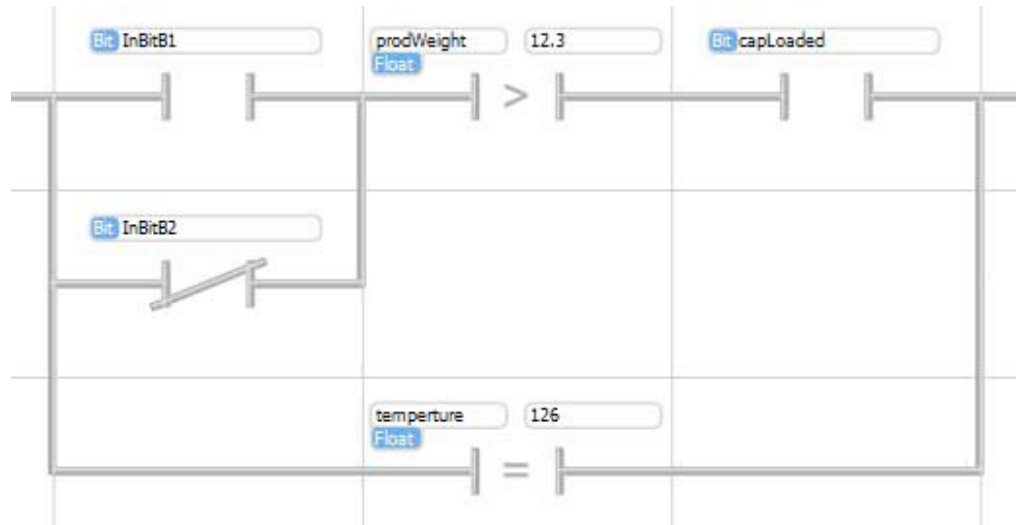 Bit InBitB1
prodWeight 12.3
Float
>
Bit capLoaded
Bit InBitB2
temperture 126
Float
=